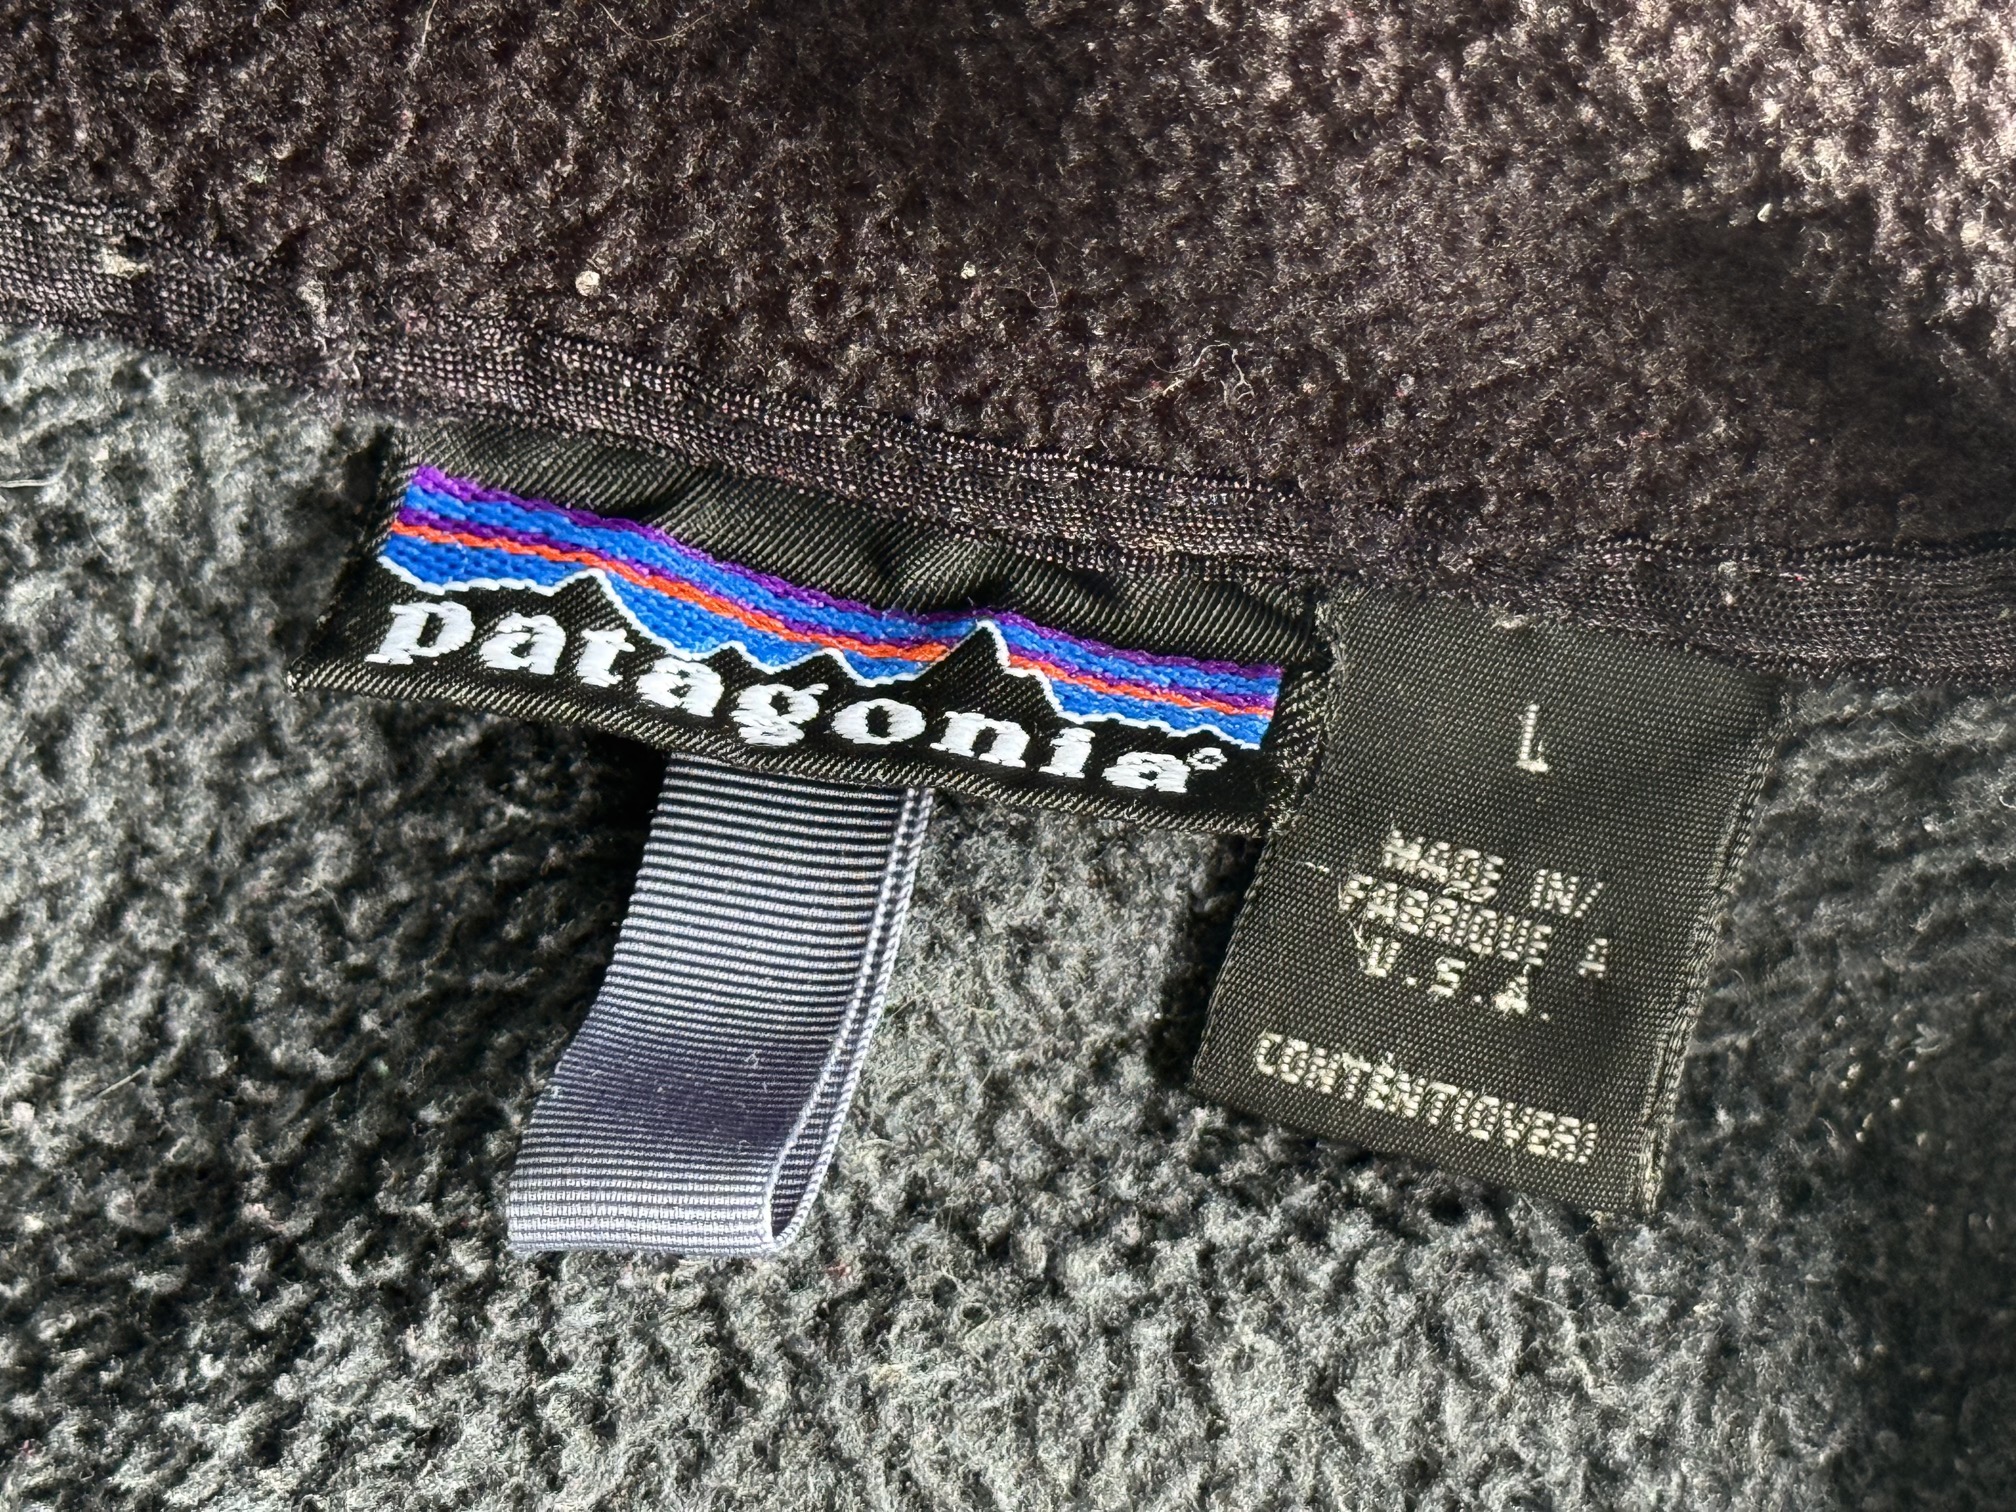 patagonia®
L
MADE IN/
FABRIQUE A
U.S.A.
CONTENT(OVER)